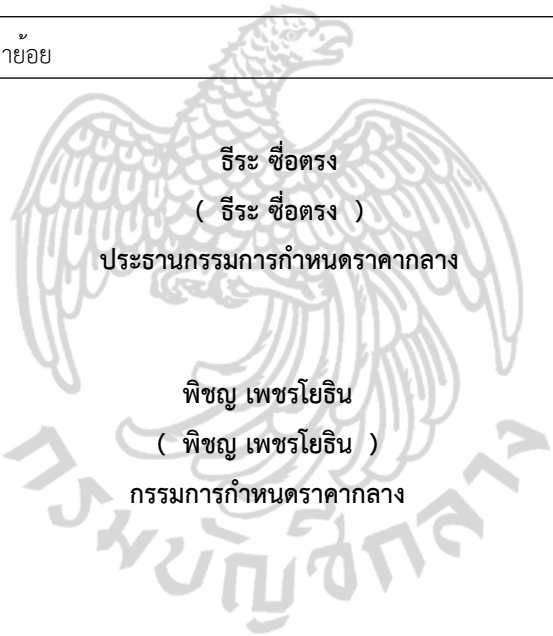 าย้อย
ธีระ ซื่อตรง
( ธีระ ซื่อตรง )
ประธานกรรมการกำหนดราคากลาง
พิชญ เพชรโยธิน
( พิชญ เพชรโยธิน )
กรรมการกำหนดราคากลาง
กรมบัญชีกลาง